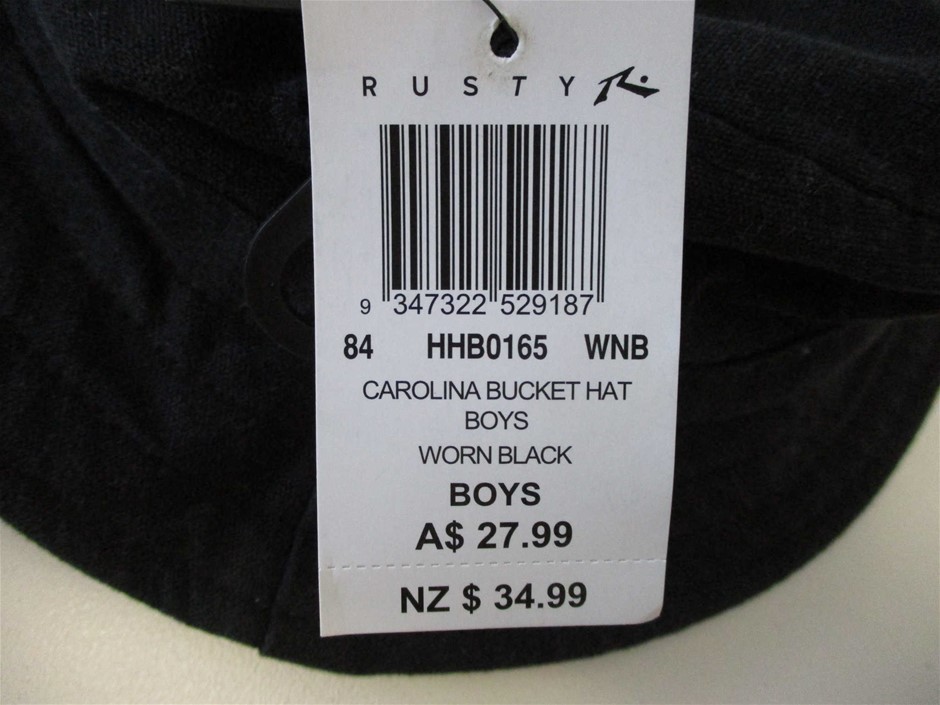 RUSTY
9 347322 529187
84 HHB0165 WNB
CAROLINA BUCKET HAT
BOYS
WORN BLACK
BOYS
A$ 27.99
NZ $ 34.99